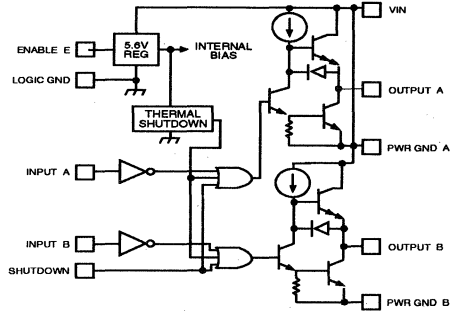 VIN
ENABLE E
5.6V
REG
INTERNAL
BIAS
LOGIC GND
OUTPUT A
THERMAL
SHUTDOWN
PWR GND A
INPUT A
INPUT B
OUTPUT B
SHUTDOWN
PWR GND B